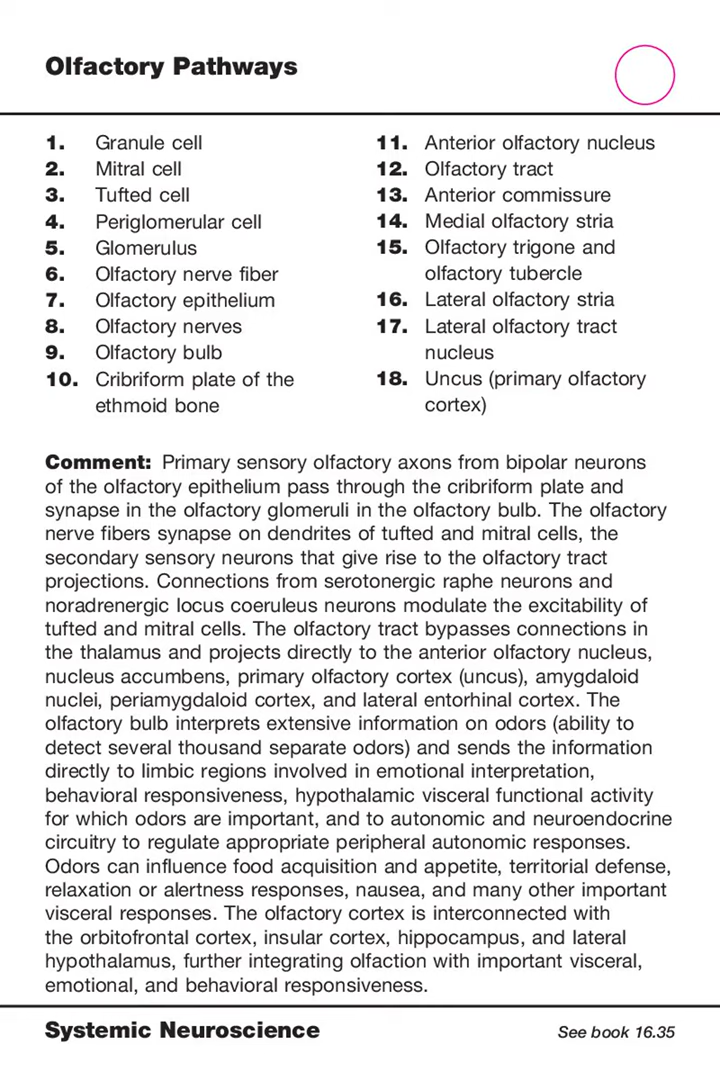 Olfactory Pathways
1. Granule cell
2. Mitral cell
3. Tufted cell
4. Periglomerular cell
5. Glomerulus
6. Olfactory nerve fiber
7. Olfactory epithelium
8. Olfactory nerves
9. Olfactory bulb
10. Cribriform plate of the
ethmoid bone
11. Anterior olfactory nucleus
12. Olfactory tract
13. Anterior commissure
14. Medial olfactory stria
15. Olfactory trigone and
olfactory tubercle
16. Lateral olfactory stria
17. Lateral olfactory tract
nucleus
18. Uncus (primary olfactory
cortex)
Comment: Primary sensory olfactory axons from bipolar neurons
of the olfactory epithelium pass through the cribriform plate and
synapse in the olfactory glomeruli in the olfactory bulb. The olfactory
nerve fibers synapse on dendrites of tufted and mitral cells, the
secondary sensory neurons that give rise to the olfactory tract
projections. Connections from serotonergic raphe neurons and
noradrenergic locus coeruleus neurons modulate the excitability of
tufted and mitral cells. The olfactory tract bypasses connections in
the thalamus and projects directly to the anterior olfactory nucleus,
nucleus accumbens, primary olfactory cortex (uncus), amygdaloid
nuclei, periamygdaloid cortex, and lateral entorhinal cortex. The
olfactory bulb interprets extensive information on odors (ability to
detect several thousand separate odors) and sends the information
directly to limbic regions involved in emotional interpretation,
behavioral responsiveness, hypothalamic visceral functional activity
for which odors are important, and to autonomic and neuroendocrine
circuitry to regulate appropriate peripheral autonomic responses.
Odors can influence food acquisition and appetite, territorial defense,
relaxation or alertness responses, nausea, and many other important
visceral responses. The olfactory cortex is interconnected with
the orbitofrontal cortex, insular cortex, hippocampus, and lateral
hypothalamus, further integrating olfaction with important visceral,
emotional, and behavioral responsiveness.
Systemic Neuroscience
See book 16.35